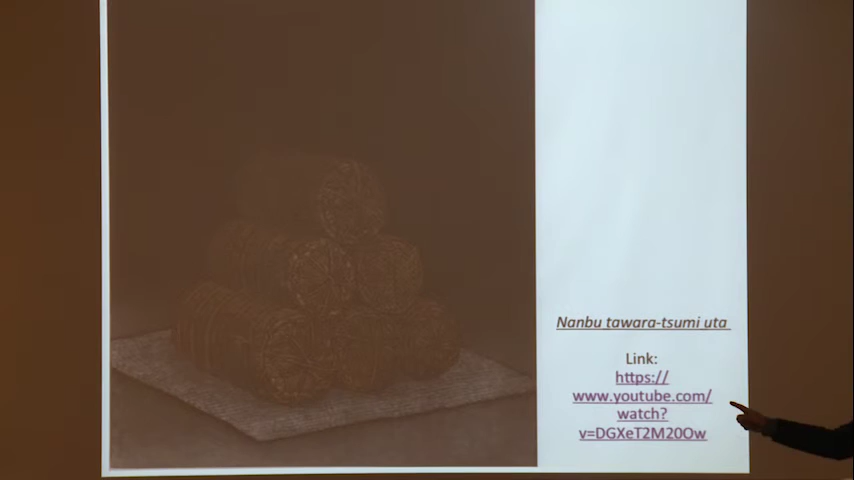 Nanbu tawara-tsumi uta
Link:
https://
www.youtube.com/
watch?
v=DGXeT2M20Ow